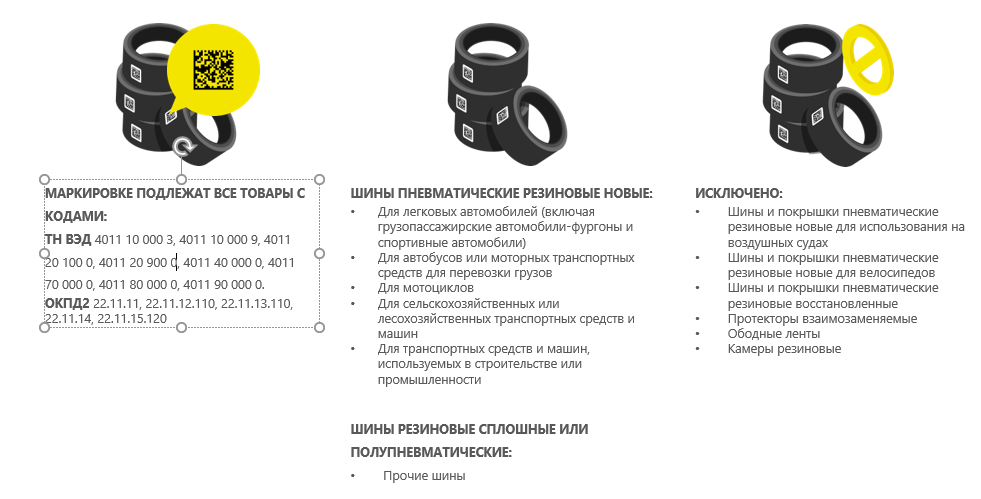 МАРКИРОВКЕ ПОДЛЕЖАТ ВСЕ ТОВАРЫ С
КОДАМИ:
ТН ВЭД 4011 10 000 3, 4011 10 000 9, 4011
20 100 0, 4011 20 900 0, 4011 40 000 0, 4011
70 000 0, 4011 80 000 0, 4011 90 000 0.
ОКПД2 22.11.11, 22.11.12.110, 22.11.13.110,
22.11.14, 22.11.15.120
ШИНЫ ПНЕВМАТИЧЕСКИЕ РЕЗИНОВЫЕ НОВЫЕ:
• Для легковых автомобилей (включая
грузопассажирские автомобили-фургоны и
спортивные автомобили)
• Для автобусов или моторных транспортных
средств для перевозки грузов
• Для мотоциклов
• Для сельскохозяйственных или
лесохозяйственных транспортных средств и
машин
• Для транспортных средств и машин,
используемых в строительстве или
промышленности
ШИНЫ РЕЗИНОВЫЕ СПЛОШНЫЕ ИЛИ
ПОЛУПНЕВМАТИЧЕСКИЕ:
• Прочие шины
ИСКЛЮЧЕНО:
• Шины и покрышки пневматические
резиновые новые для использования на
воздушных судах
• Шины и покрышки пневматические
резиновые новые для велосипедов
• Шины и покрышки пневматические
резиновые восстановленные
• Протекторы взаимозаменяемые
• Ободные ленты
• Камеры резиновые